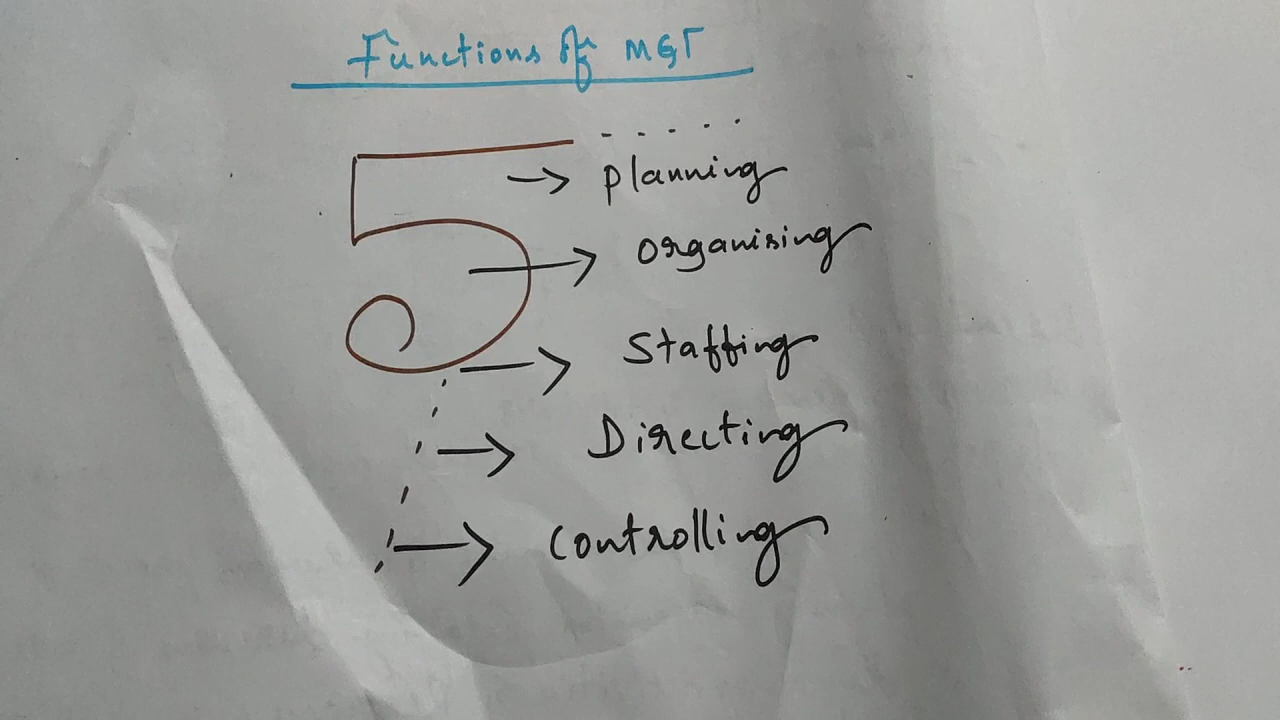 Functions of MGT
5
→ planning
→ organising
→ Staffing
→ Directing
→ controlling